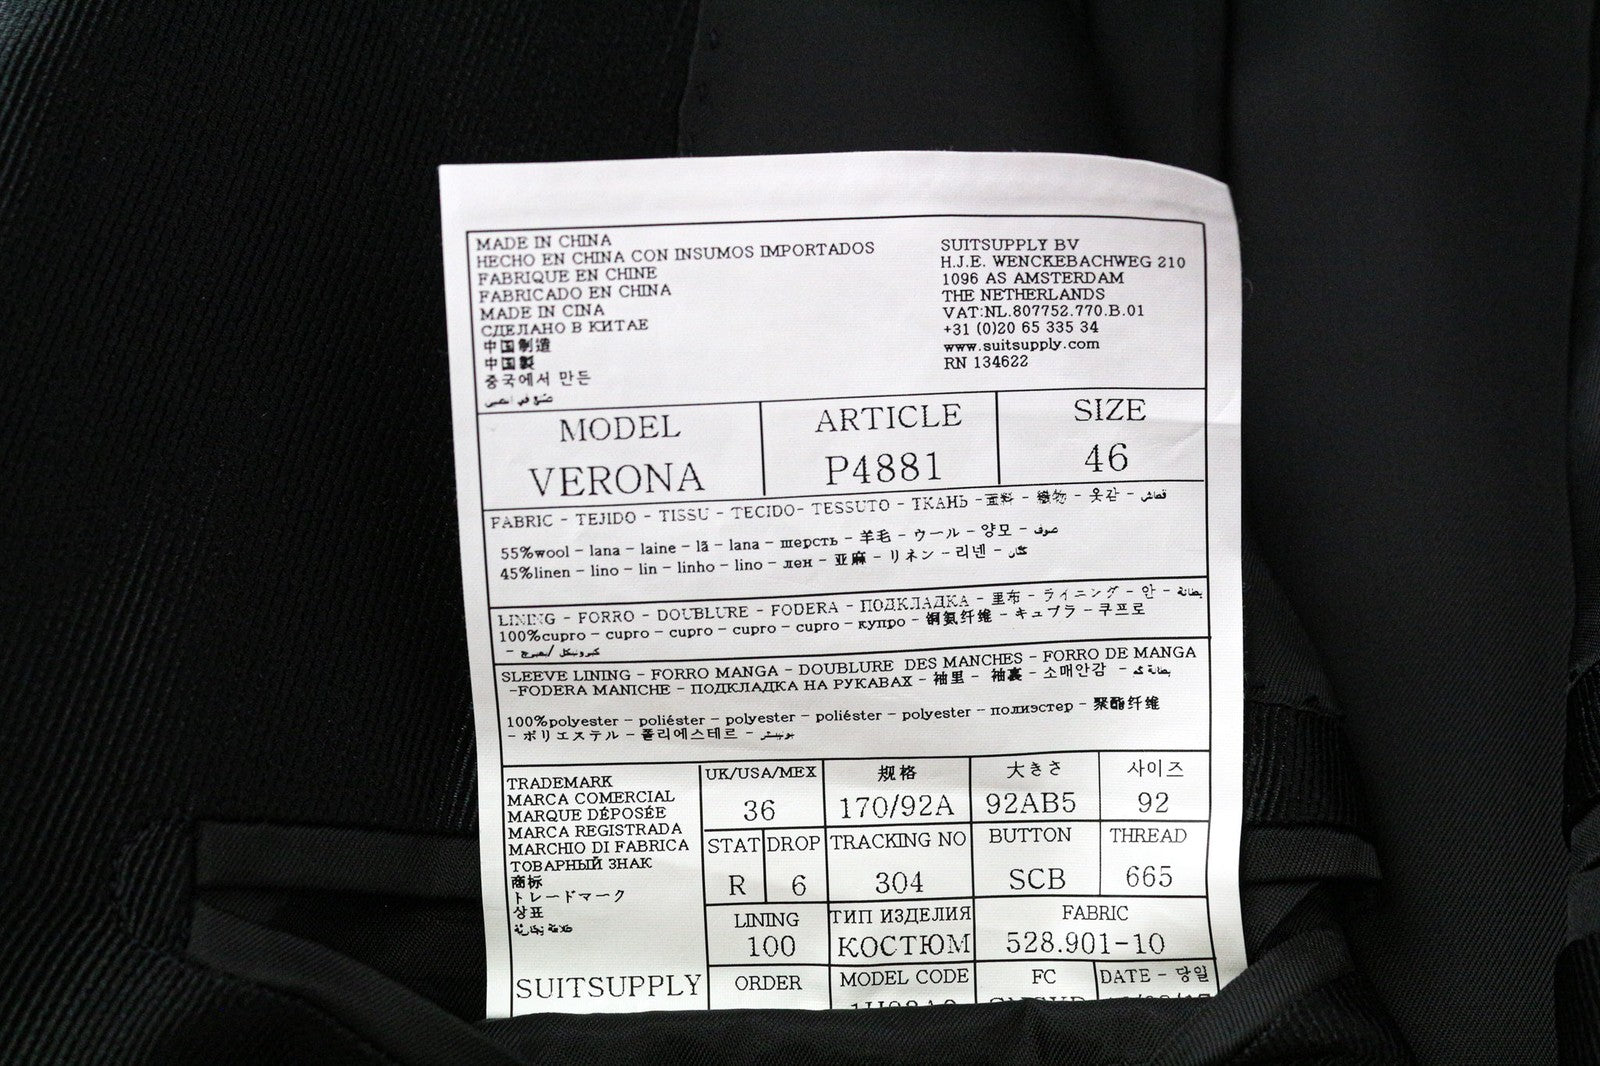 MADE IN CHINA
HECHO EN CHINA CON INSUMOS IMPORTADOS
FABRIQUE EN CHINE
FABRICADO EN CHINA
MADE IN CINA
СДЕЛАНО В КИТАЕ
中国制造
中国製
중국에서 만든
SUITSUPPLY BV
H.J.E. WENCKEBACHWEG 210
1096 AS AMSTERDAM
THE NETHERLANDS
VAT:NL.807752.770.B.01
+31 (0)20 65 335 34
www.suitsupply.com
RN 134622
MODEL
VERONA
ARTICLE
P4881
SIZE
46
FABRIC - TEJIDO - TISSU - TECIDO- TESSUTO - ТКАНЬ - 面料 - 織物 - 옷감 - قماش
55%wool - lana - laine - lã - lana - шерсть - 羊毛 - ウール - 양모 - صوف
45%linen - lino - lin - linho - lino - лен - 亚麻 - リネン - 리넨 - كتان
LINING - FORRO - DOUBLURE - FODERA - ПОДКЛАДКА - 里布 - ライニング - 안 - بطانة
100%cupro - cupro - cupro - cupro - cupro - купро - 铜氨纤维 - キュプラ - 쿠프로
SLEEVE LINING - FORRO MANGA - DOUBLURE DES MANCHES - FORRO DE MANGA
-FODERA MANICHE - ПОДКЛАДКА НА РУКАВАХ - 袖里 - 袖裏 - 소매안감 -
100%polyester - poliéster - polyester - poliéster - polyester - полиэстер - 聚酯纤维
- ポリエステル - 폴리에스테르 -
TRADEMARK
MARCA COMERCIAL
MARQUE DÉPOSÉE
MARCA REGISTRADA
MARCHIO DI FABRICA
ТОВАРНЫЙ ЗНАК
商标
トレードマーク
상표
SUITSUPPLY
UK/USA/MEX
36
规格
170/92A
大きさ
92AB5
사이즈
92
STAT
R
DROP
6
TRACKING NO
304
BUTTON
SCB
THREAD
665
LINING
100
ТИП ИЗДЕЛИЯ
КОСТЮМ
FABRIC
528.901-10
ORDER
MODEL CODE
FC
DATE - 당일